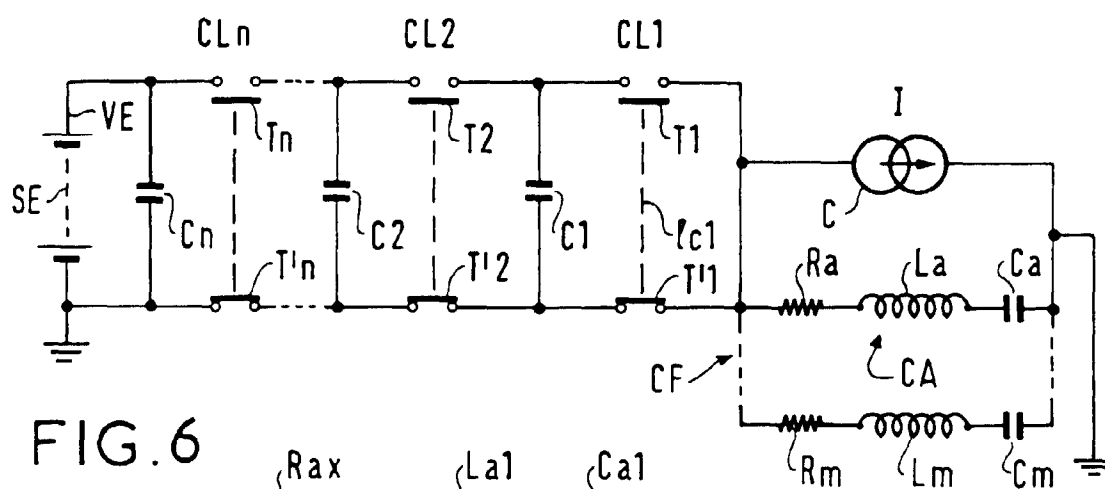 CLn CL2 CL1
I
VE Tn T2 T1
SE Cn C2 C1 lc1 C
T'n T'2 T'1 Ra La Ca
CF CA
FIG.6
Rm Lm Cm
Rax La1 Ca1